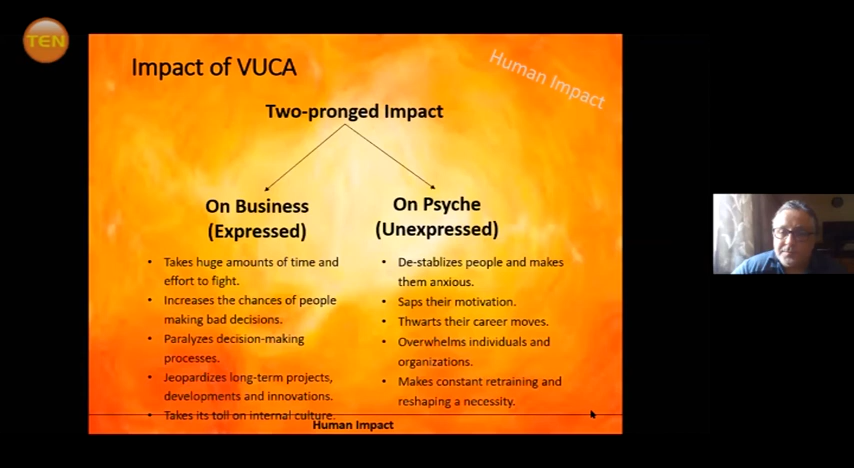 TEN
Impact of VUCA
Human Impact
Two-pronged Impact
On Business
(Expressed)
• Takes huge amounts of time and
effort to fight.
• Increases the chances of people
making bad decisions.
• Paralyzes decision-making
processes.
• Jeopardizes long-term projects,
developments and innovations.
• Takes its toll on internal culture.
On Psyche
(Unexpressed)
• De-stablizes people and makes
them anxious.
• Saps their motivation.
• Thwarts their career moves.
• Overwhelms individuals and
organizations.
• Makes constant retraining and
reshaping a necessity.
Human Impact